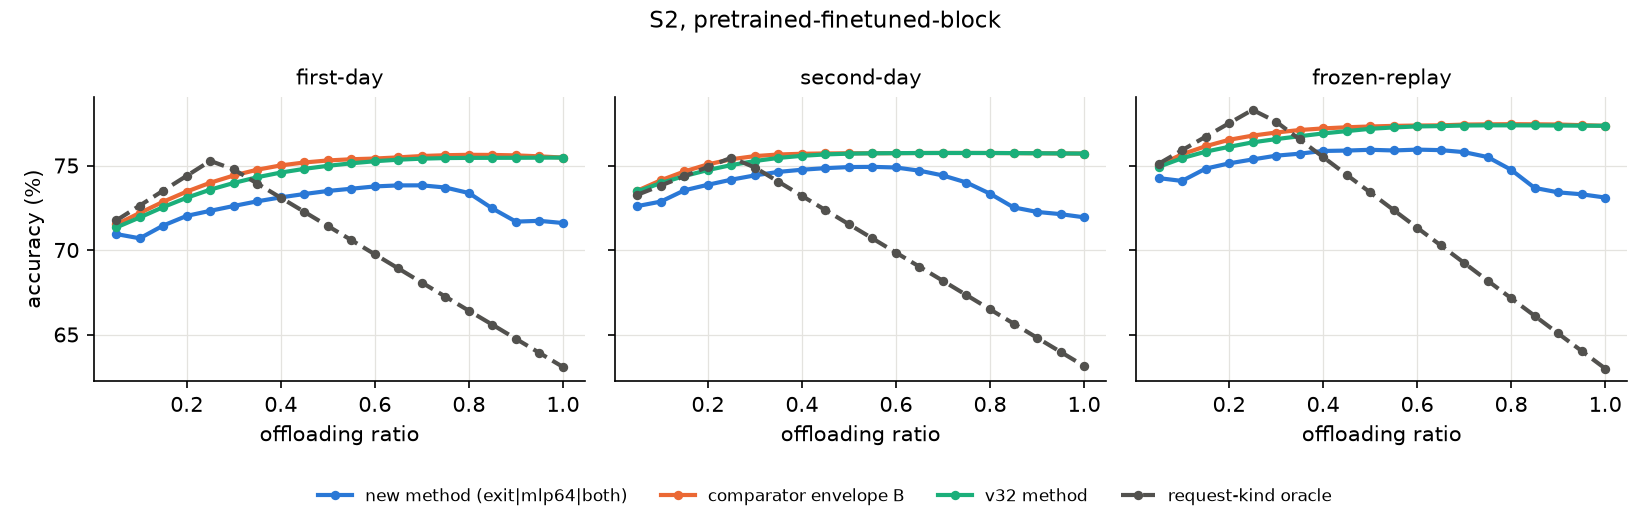 S2, pretrained-finetuned-block
first-day
second-day
frozen-replay
accuracy (%)
75
70
65
0.2 0.4 0.6 0.8 1.0
0.2 0.4 0.6 0.8 1.0
0.2 0.4 0.6 0.8 1.0
offloading ratio
offloading ratio
offloading ratio
new method (exit|mlp64|both)
comparator envelope B
v32 method
request-kind oracle